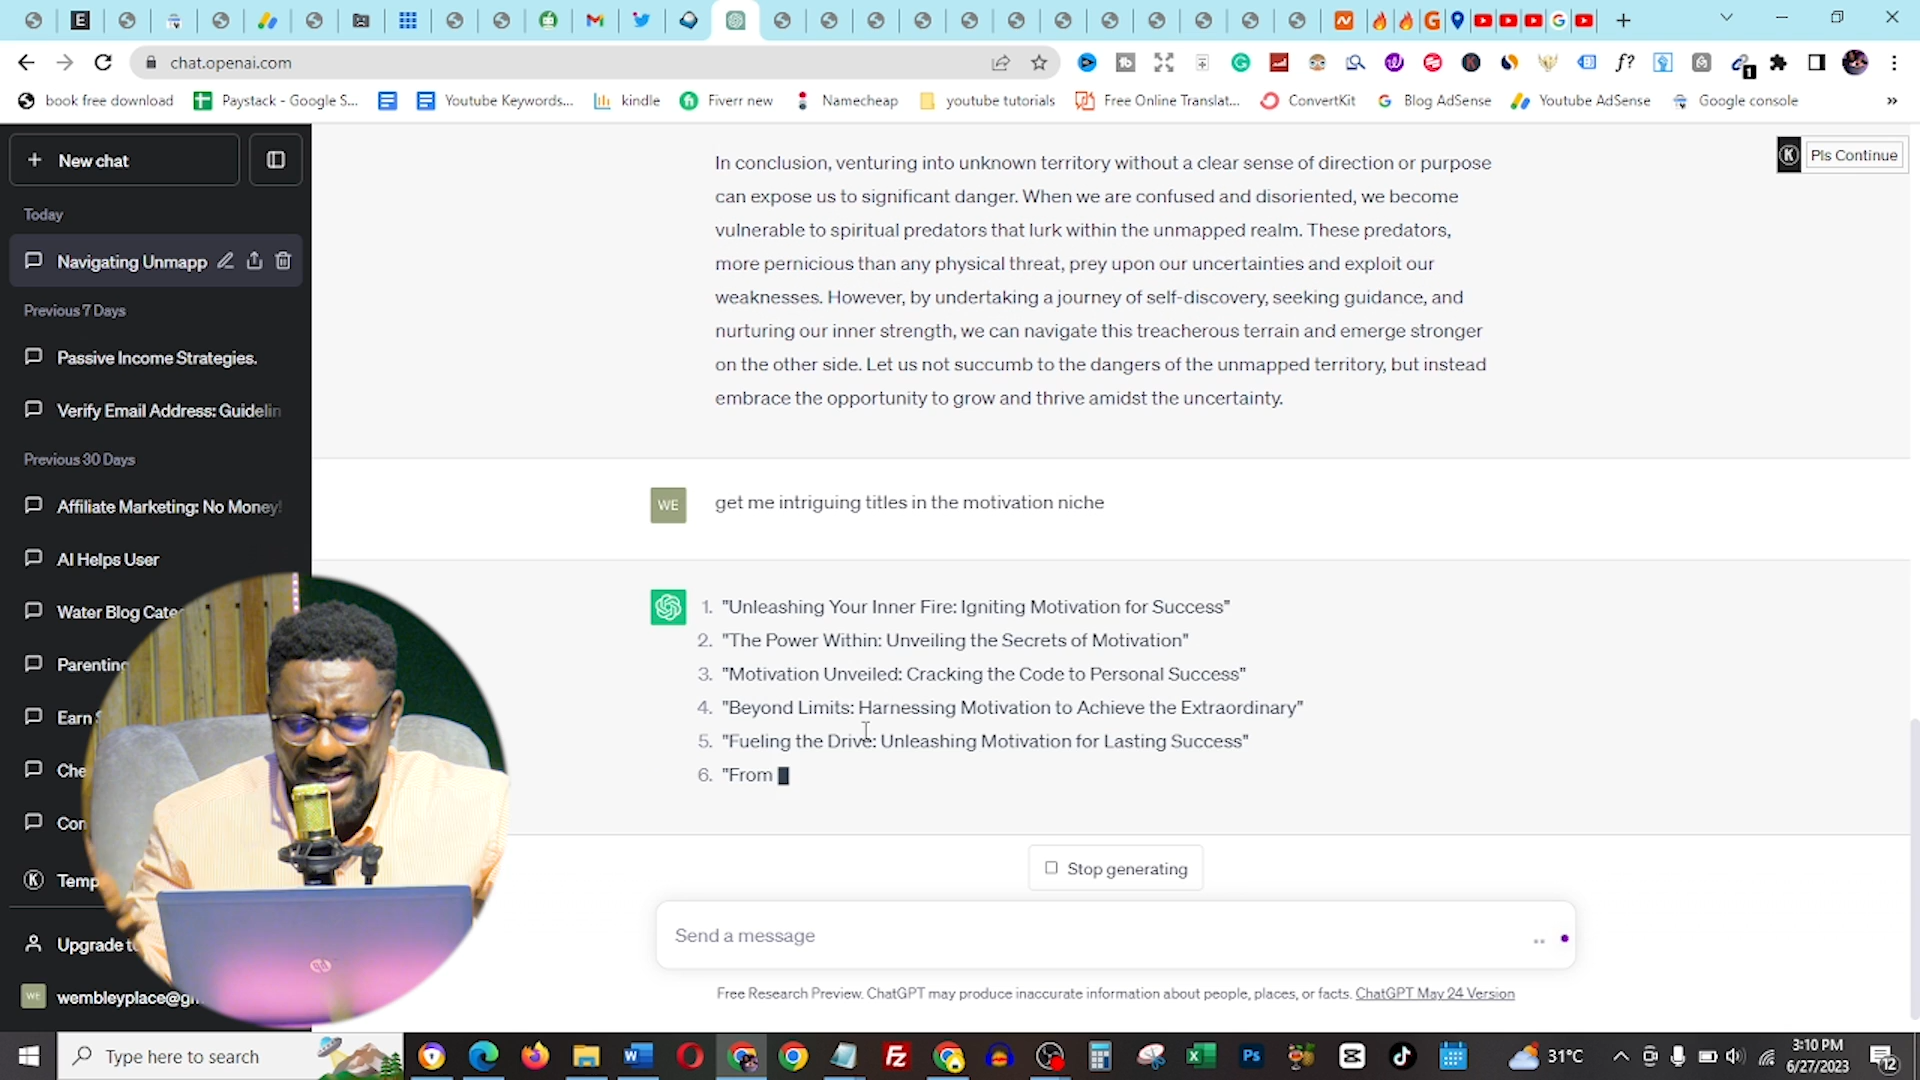 chat.openai.com
book free download
Paystack - Google S...
Youtube Keywords...
kindle
Fiverr new
Namecheap
youtube tutorials
Free Online Translat...
ConvertKit
Blog AdSense
Youtube AdSense
Google console
»
+ New chat
Pls Continue
Today
Navigating Unmapp
Previous 7 Days
Passive Income Strategies.
Verify Email Address: Guidelin
Previous 30 Days
Affiliate Marketing: No Money!
AI Helps User
Water Blog Cate
Parenting
Earn
Che
Con
Temp
Upgrade to
WE wembleyplace@gm
In conclusion, venturing into unknown territory without a clear sense of direction or purpose
can expose us to significant danger. When we are confused and disoriented, we become
vulnerable to spiritual predators that lurk within the unmapped realm. These predators,
more pernicious than any physical threat, prey upon our uncertainties and exploit our
weaknesses. However, by undertaking a journey of self-discovery, seeking guidance, and
nurturing our inner strength, we can navigate this treacherous terrain and emerge stronger
on the other side. Let us not succumb to the dangers of the unmapped territory, but instead
embrace the opportunity to grow and thrive amidst the uncertainty.
WE get me intriguing titles in the motivation niche
1. "Unleashing Your Inner Fire: Igniting Motivation for Success"
2. "The Power Within: Unveiling the Secrets of Motivation"
3. "Motivation Unveiled: Cracking the Code to Personal Success"
4. "Beyond Limits: Harnessing Motivation to Achieve the Extraordinary"
5. "Fueling the Drive: Unleashing Motivation for Lasting Success"
6. "From
Stop generating
Send a message
Free Research Preview. ChatGPT may produce inaccurate information about people, places, or facts. ChatGPT May 24 Version
hp
Type here to search
31°C
3:10 PM
6/27/2023
12